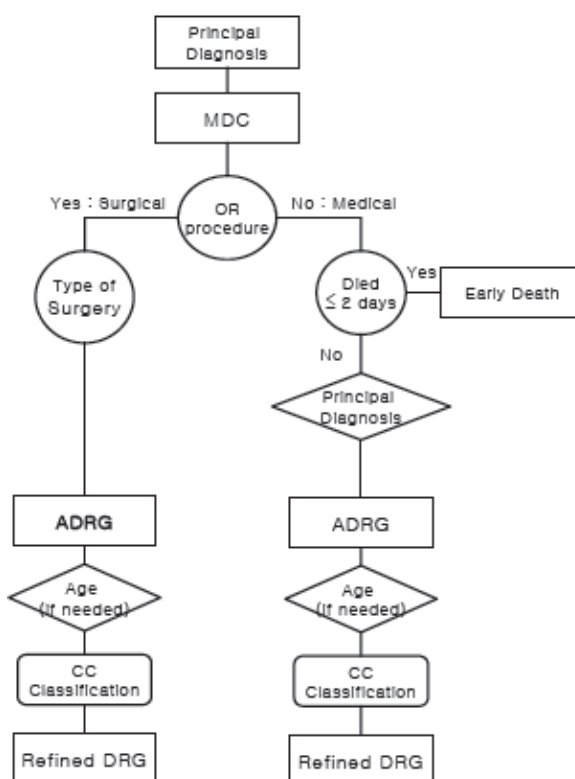 Principal
Diagnosis
MDC
Yes : Surgical
OR
procedure
No : Medical
Type of
Surgery
Died
≤ 2 days
Yes
Early Death
No
Principal
Diagnosis
ADRG
ADRG
Age
(If needed)
Age
(If needed)
CC
Classification
CC
Classification
Refined DRG
Refined DRG